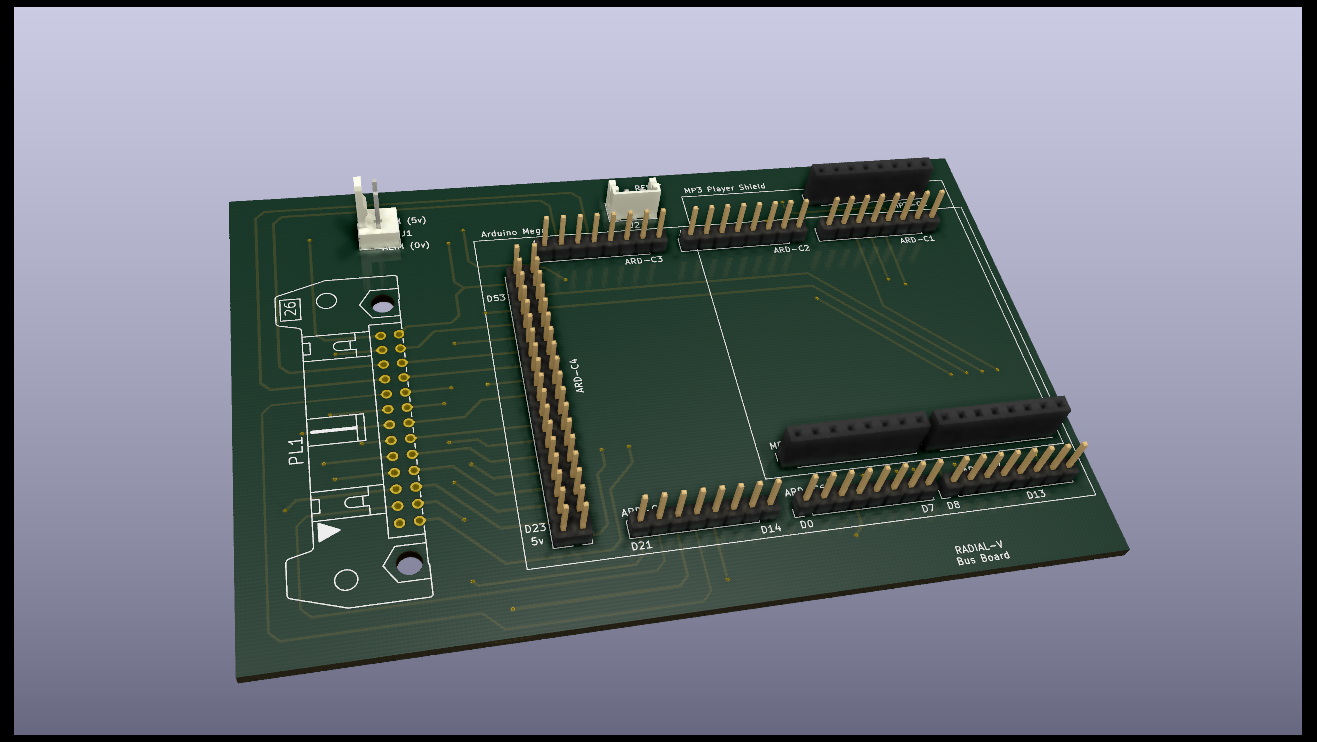 MP3 Player Shield
(5v)
J1
(0v)
Arduino Mega
ARD-C3
ARD-C2
ARD-C1
26
D53
ARD-C4
PL1
D23
5v
D21
D14
D0
D7
D8
D13
RADIAL-V
Bus Board